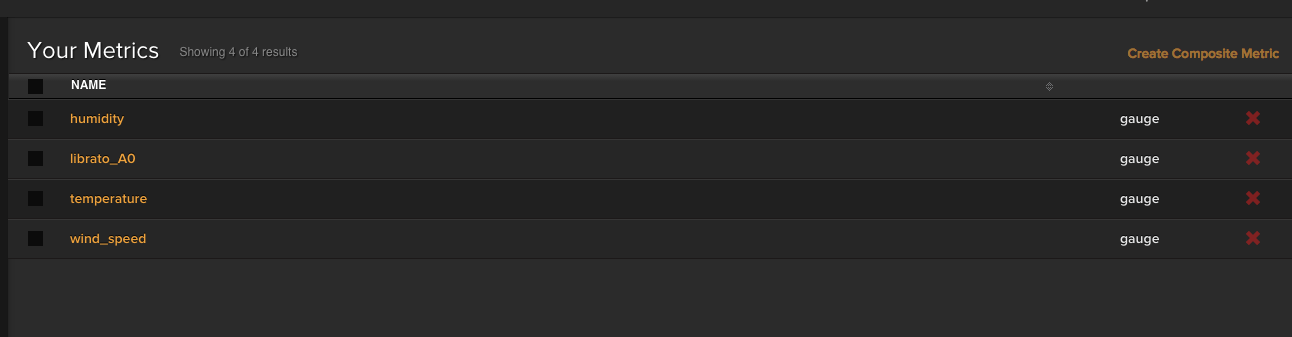 Your Metrics Showing 4 of 4 results Create Composite Metric
NAME
humidity gauge
librato_A0 gauge
temperature gauge
wind_speed gauge